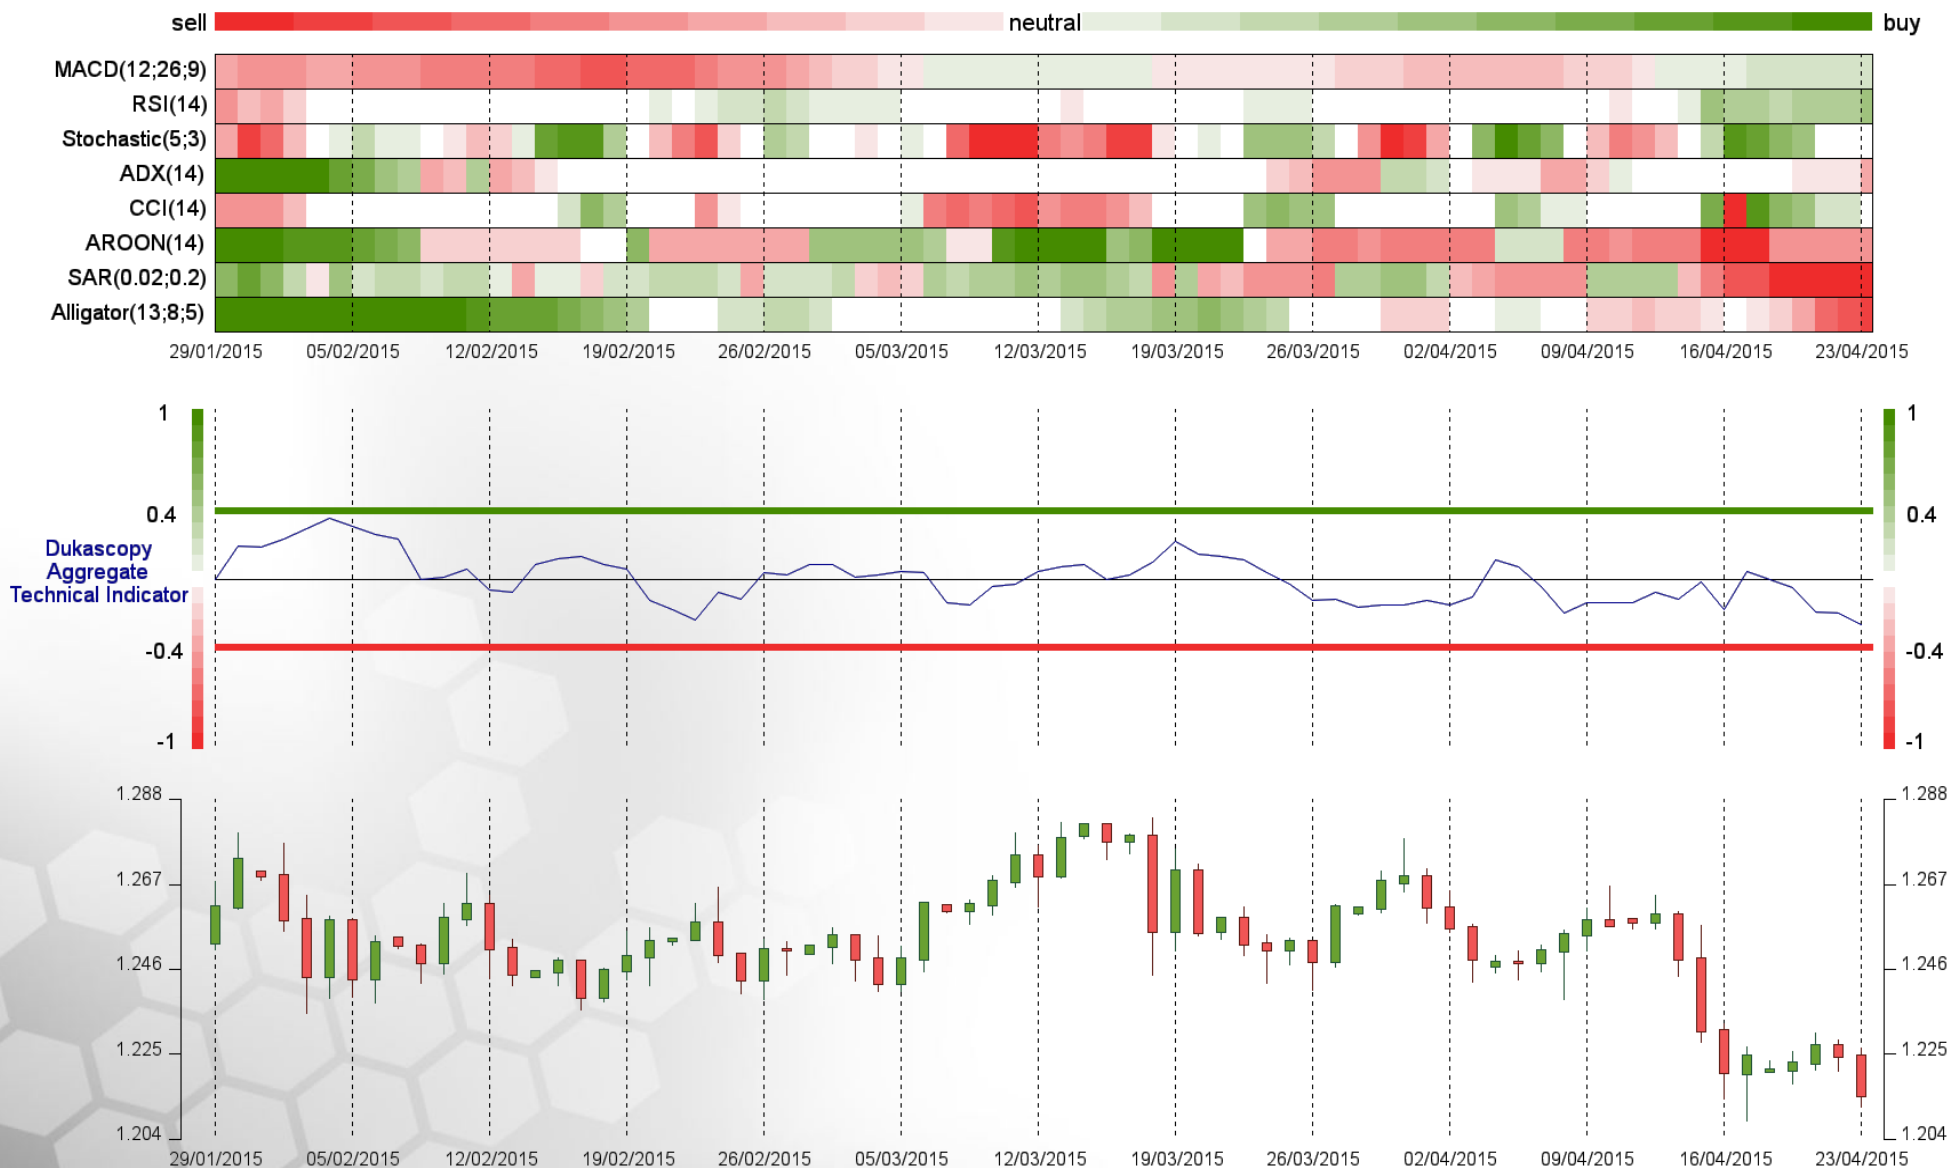 sell neutral buy
MACD(12;26;9)
RSI(14)
Stochastic(5;3)
ADX(14)
CCI(14)
AROON(14)
SAR(0.02;0.2)
Alligator(13;8;5)
29/01/2015 05/02/2015 12/02/2015 19/02/2015 26/02/2015 05/03/2015 12/03/2015 19/03/2015 26/03/2015 02/04/2015 09/04/2015 16/04/2015 23/04/2015
1 1
0.4 0.4
Dukascopy
Aggregate
Technical Indicator
-0.4 -0.4
-1 -1
1.288 1.288
1.267 1.267
1.246 1.246
1.225 1.225
1.204 1.204
29/01/2015 05/02/2015 12/02/2015 19/02/2015 26/02/2015 05/03/2015 12/03/2015 19/03/2015 26/03/2015 02/04/2015 09/04/2015 16/04/2015 23/04/2015